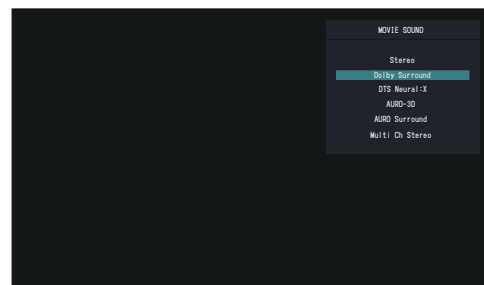 MOVIE SOUND
Stereo
Dolby Surround
DTS Neural:X
AURO-3D
AURO Surround
Multi Ch Stereo